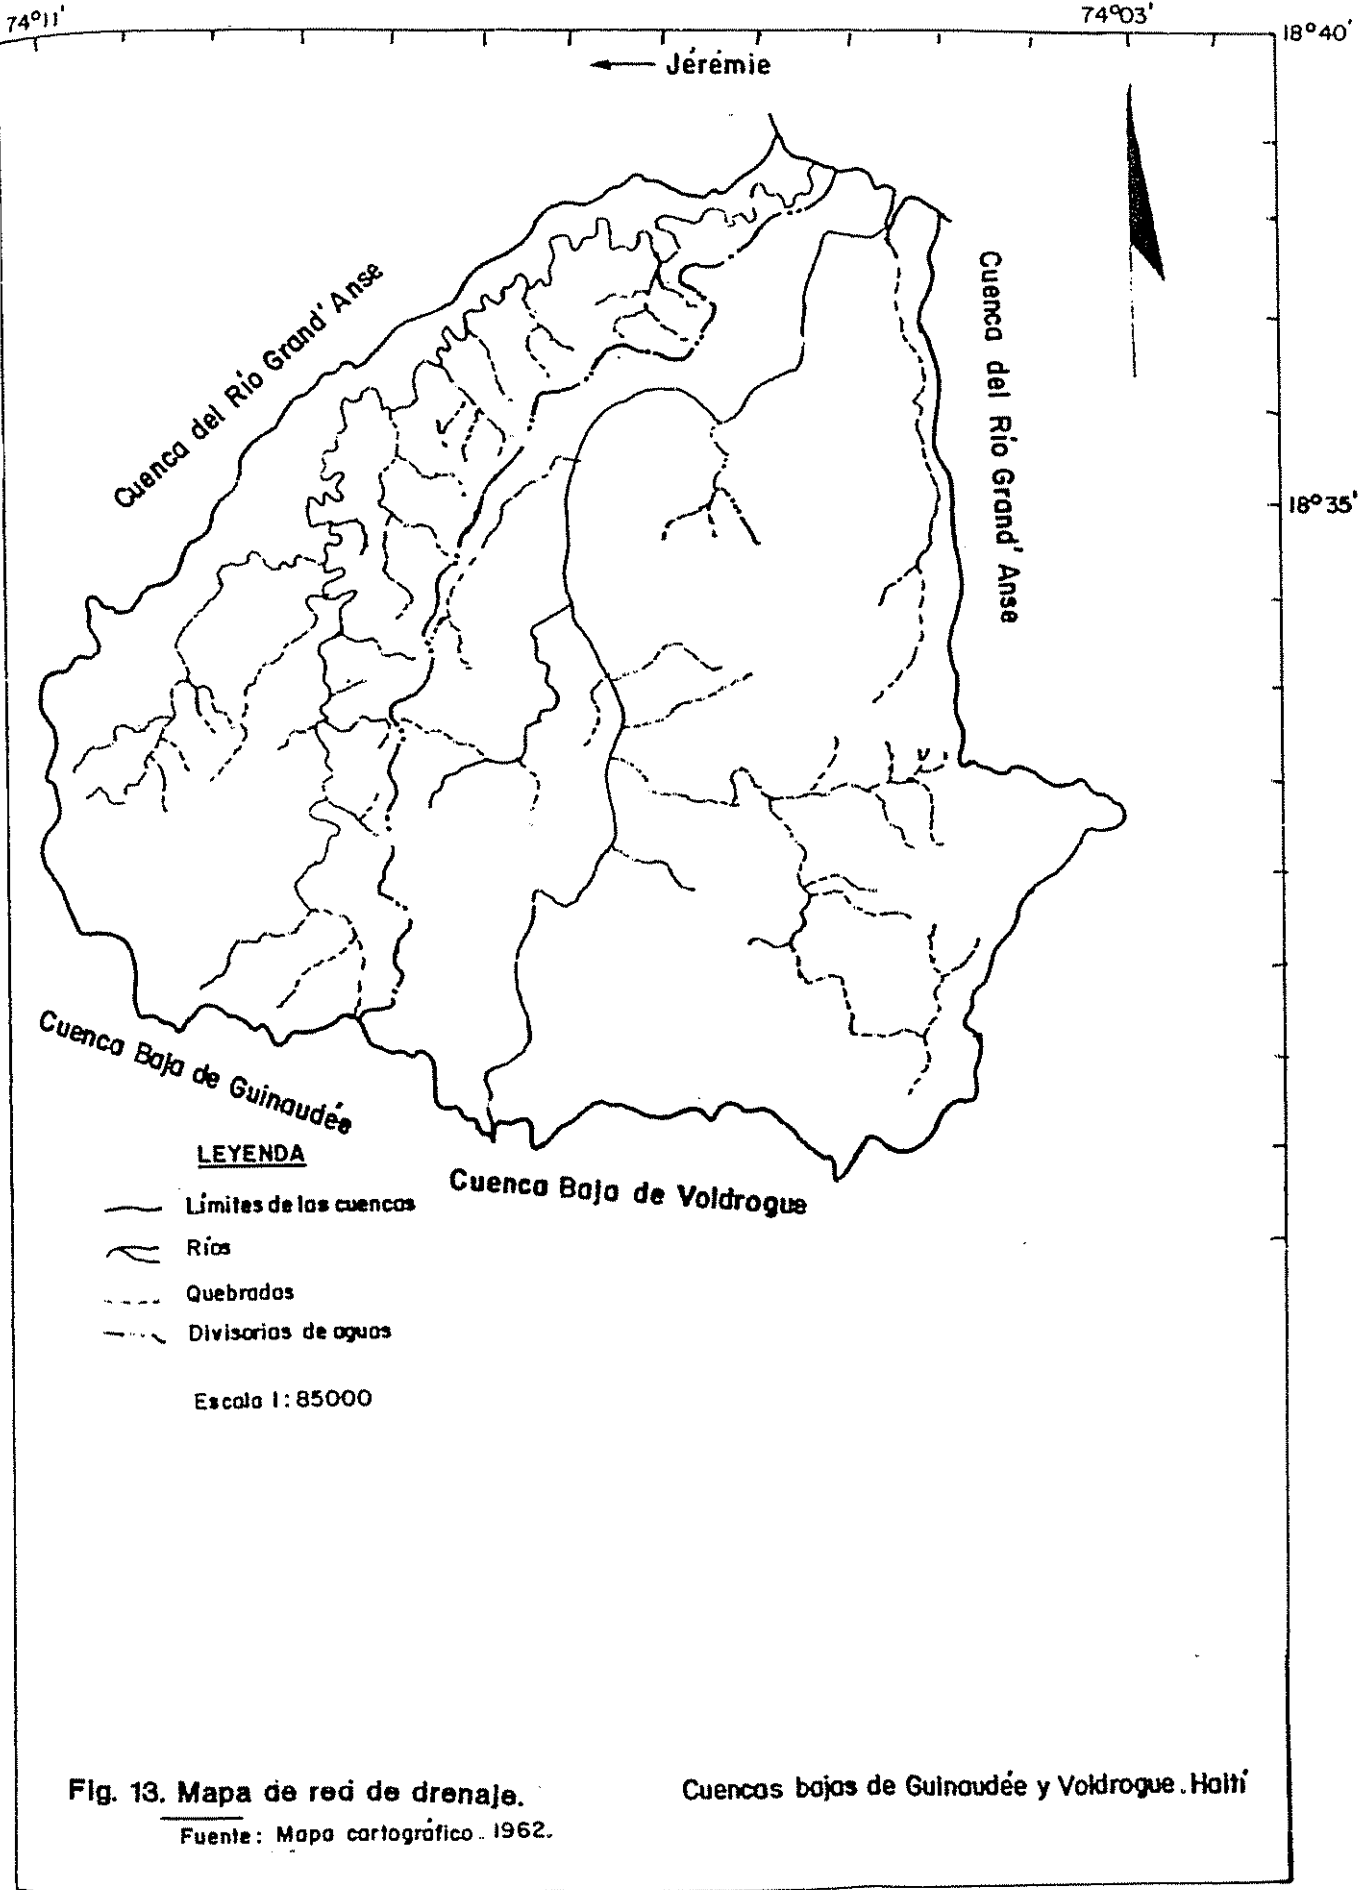 74°11'
74°03'
18°40'
Jérémie
Cuenca del Río Grand' Anse
Cuenca del Río Grand' Anse
18°35'
Cuenca Baja de Guinaudée
Cuenca Baja de Voldrogue
LEYENDA
Límites de las cuencas
Ríos
Quebradas
Divisorias de aguas
Escala 1:85000
Fig. 13. Mapa de red de drenaje.
Cuencas bajas de Guinaudée y Voldrogue. Haití
Fuente: Mapa cartográfico. 1962.